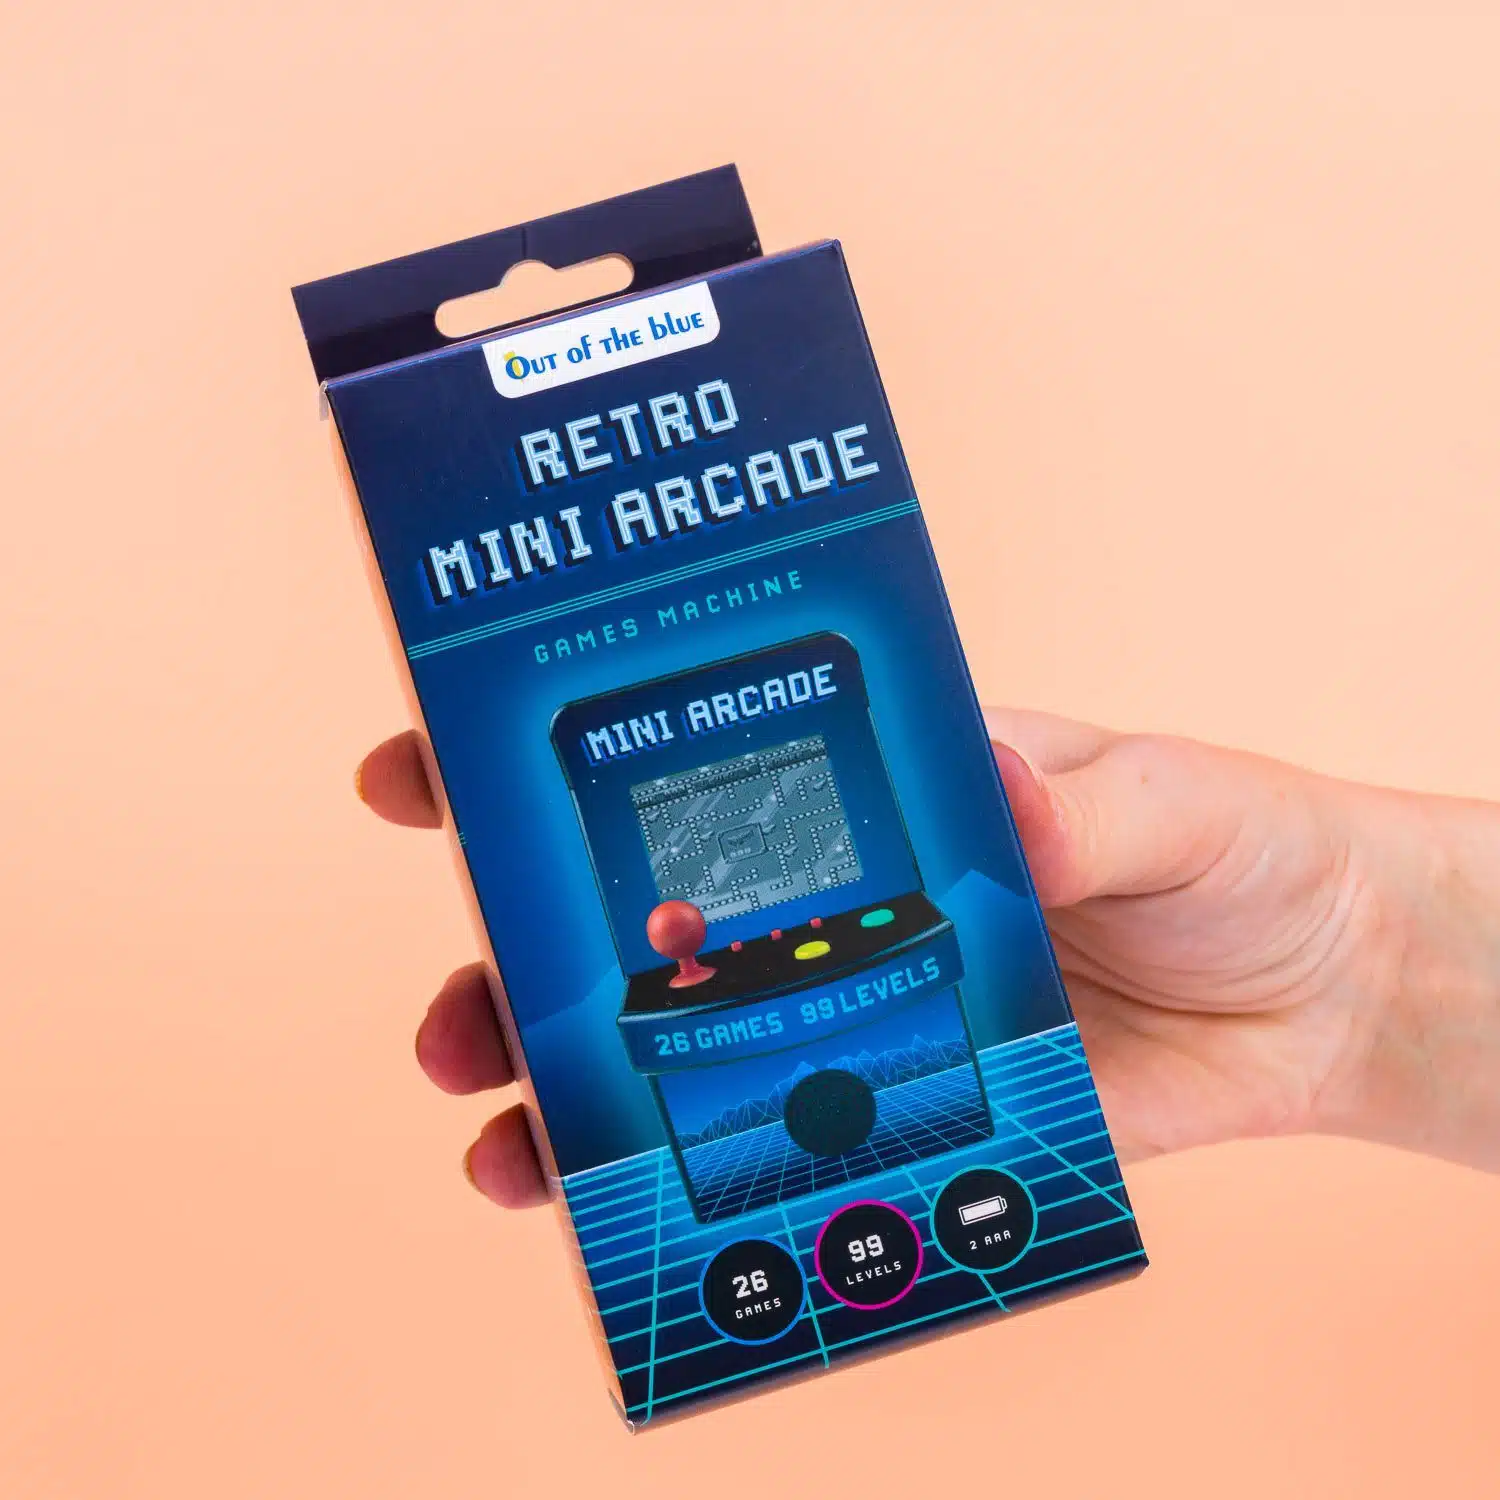 Out of the blue
RETRO
MINI ARCADE
GAMES MACHINE
MINI ARCADE
26 GAMES 99 LEVELS
26
GAMES
99
LEVELS
2 AAA